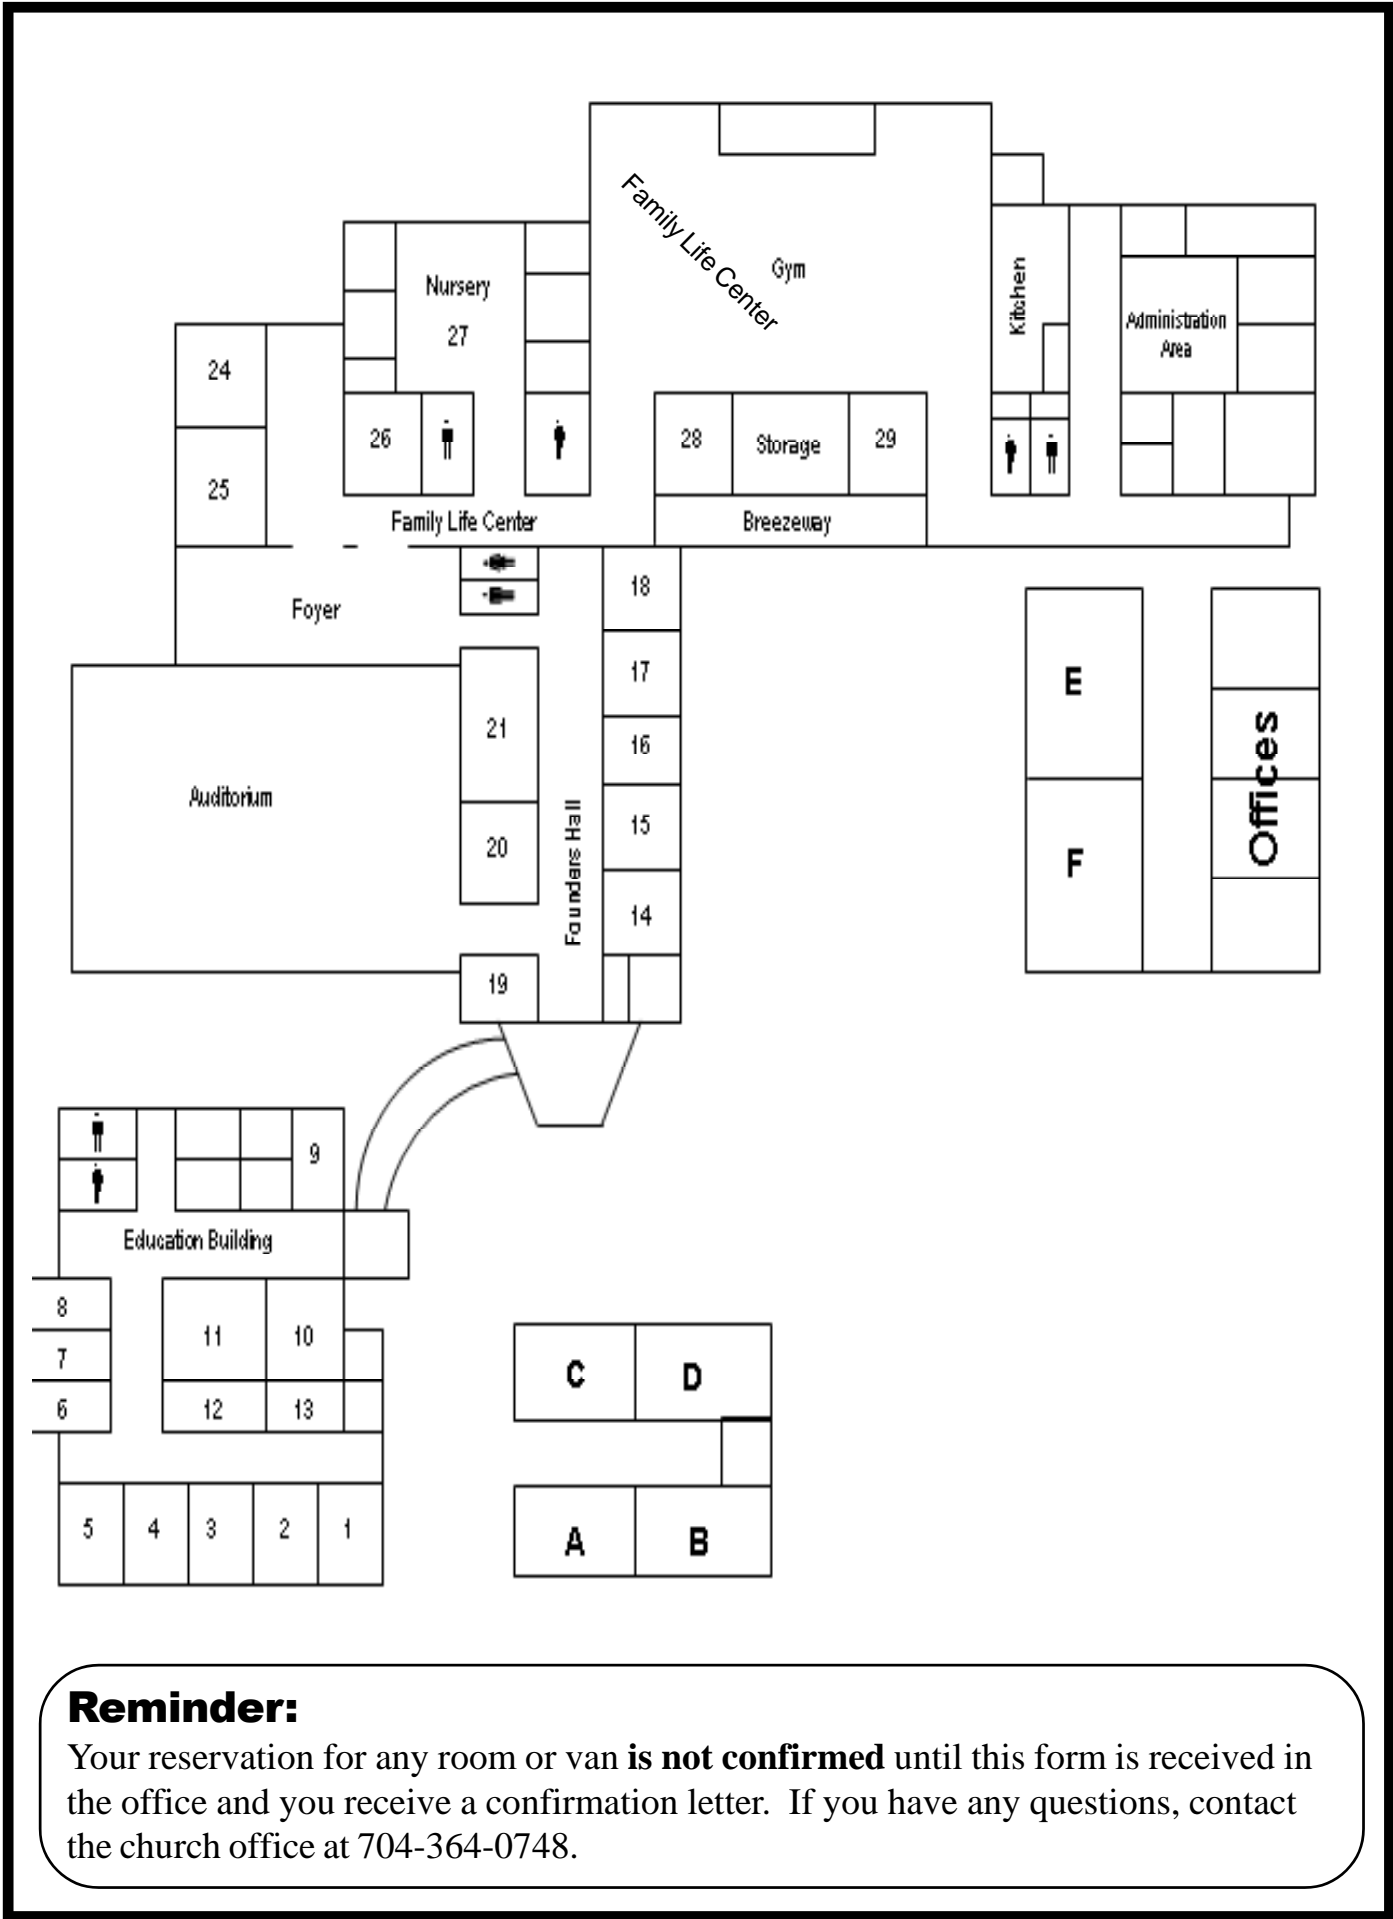 Family Life Center
Gym
Nursery
27
Kitchen
Administration
Area
24
25
26
28
Storage
29
Family Life Center
Breezeway
Foyer
18
17
16
15
14
21
20
19
Auditorium
Founders Hall
E
F
Offices
9
Education Building
8
7
6
11
10
12
13
5
4
3
2
1
C
D
A
B
Reminder:
Your reservation for any room or van is not confirmed until this form is received in
the office and you receive a confirmation letter.  If you have any questions, contact
the church office at 704-364-0748.